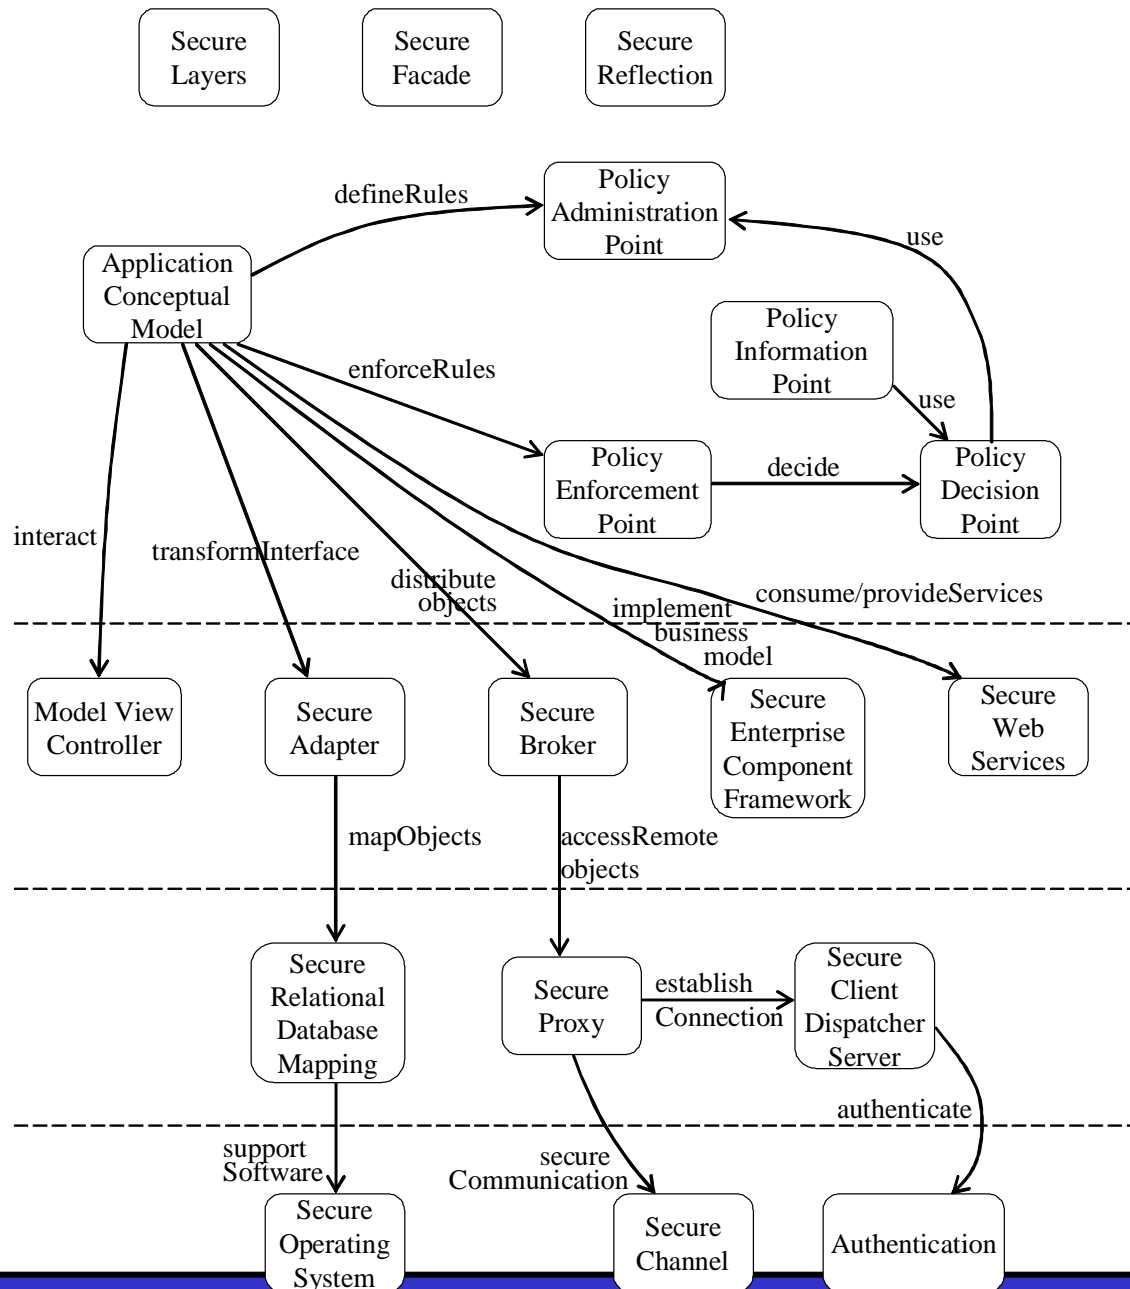 Secure
Layers
Secure
Facade
Secure
Reflection
defineRules
Policy
Administration
Point
use
Application
Conceptual
Model
Policy
Information
Point
enforceRules
use
Policy
Enforcement
Point
decide
Policy
Decision
Point
interact
transformInterface
distribute
objects
implement
business
model
consume/provideServices
Model View
Controller
Secure
Adapter
Secure
Broker
Secure
Enterprise
Component
Framework
Secure
Web
Services
mapObjects
accessRemote
objects
Secure
Relational
Database
Mapping
Secure
Proxy
establish
Connection
Secure
Client
Dispatcher
Server
authenticate
support
Software
secure
Communication
Secure
Operating
System
Secure
Channel
Authentication